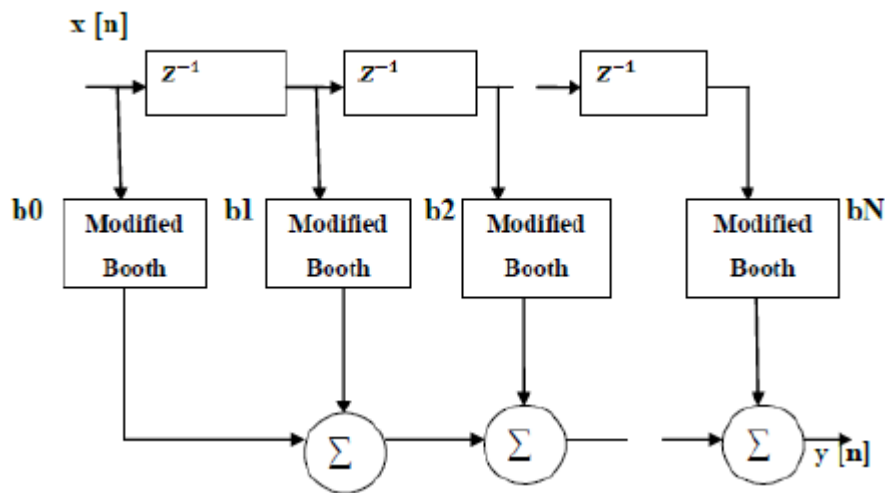 x [n]
z⁻¹ z⁻¹ z⁻¹
b0 Modified Booth b1 Modified Booth b2 Modified Booth bN Modified Booth
Σ Σ Σ y [n]